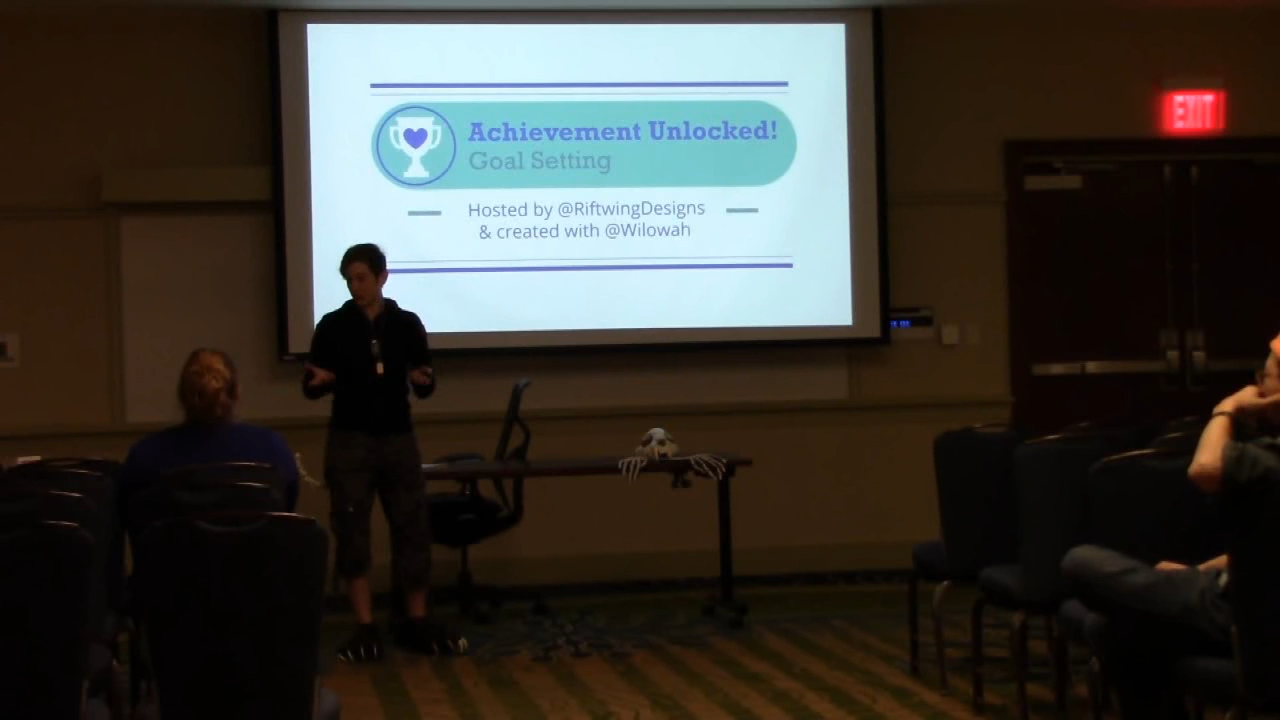 Achievement Unlocked!
Goal Setting
Hosted by @RiftwingDesigns
& created with @Wilowah
EXIT